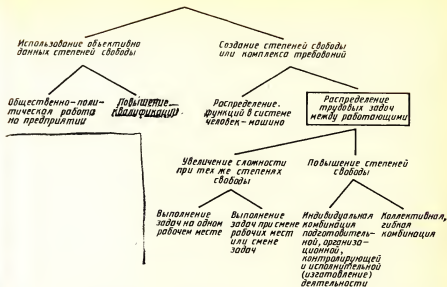 Использование объективно
данных степеней свободы
Создание степеней свободы
или комплекса требований
Общественно-поли-
тическая работа
на предприятии
Повышение
квалификации
Распределение
функций в системе
человек-машина
Распределение
трудовых задач
между работающими
Увеличение сложности
при тех же степенях
свободы
Повышение степеней
свободы
Выполнение
задач на одном
рабочем месте
Выполнение
задач при смене
рабочих мест
или смене
задач
Индивидуальная
комбинация
подготовитель-
ной, организа-
ционной,
контролирующей
и исполнительной
(изготовление)
деятельности
Коллективная,
гибкая
комбинация